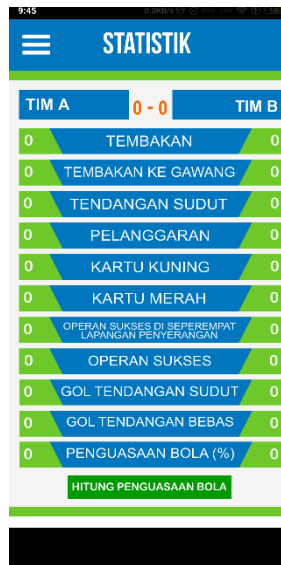 9:45
STATISTIK
TIM A 0 - 0 TIM B
0 TEMBAKAN 0
0 TEMBAKAN KE GAWANG 0
0 TENDANGAN SUDUT 0
0 PELANGGARAN 0
0 KARTU KUNING 0
0 KARTU MERAH 0
0 OPERAN SUKSES DI SEPEREMPAT 0
LAPANGAN PENYERANGAN
0 OPERAN SUKSES 0
0 GOL TENDANGAN SUDUT 0
0 GOL TENDANGAN BEBAS 0
0 PENGUASAAN BOLA (%) 0
HITUNG PENGUASAAN BOLA